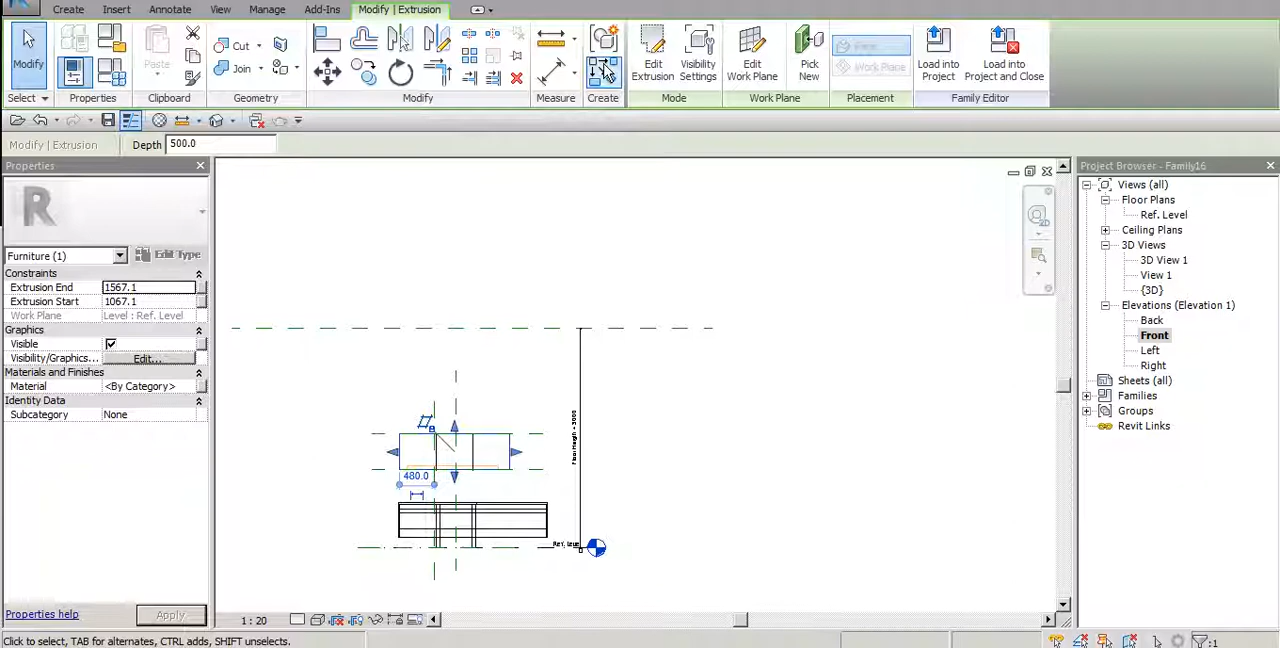 Create Insert Annotate View Manage Add-Ins Modify | Extrusion
Modify
Paste
Cut
Join
Edit Extrusion
Visibility Settings
Edit Work Plane
Pick New
Face
Work Plane
Load into Project
Load into Project and Close
Select Properties Clipboard Geometry Modify Measure Create Mode Work Plane Placement Family Editor
Modify | Extrusion Depth 500.0
Properties
Furniture (1) Edit Type
Constraints
Extrusion End 1567.1
Extrusion Start 1067.1
Work Plane Level : Ref. Level
Graphics
Visible
Visibility/Graphics... Edit...
Materials and Finishes
Material <By Category>
Identity Data
Subcategory None
Properties help Apply
480.0
1 : 20
Project Browser - Family16
Views (all)
Floor Plans
Ref. Level
Ceiling Plans
3D Views
3D View 1
View 1
{3D}
Elevations (Elevation 1)
Back
Front
Left
Right
Sheets (all)
Families
Groups
Revit Links
Click to select, TAB for alternates, CTRL adds, SHIFT unselects.
:1